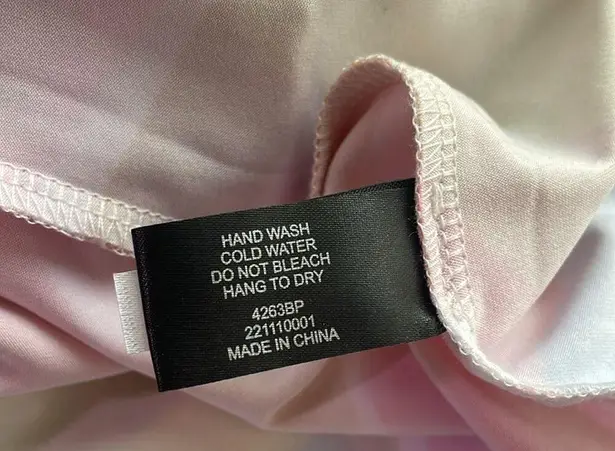 HAND WASH
COLD WATER
DO NOT BLEACH
HANG TO DRY
4263BP
221110001
MADE IN CHINA